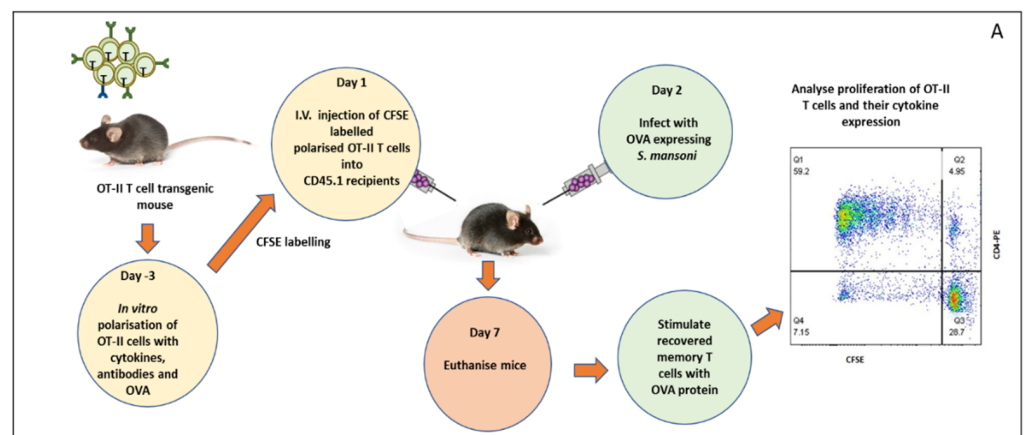 A
T
T
T
T
T
T
OT-II T cell transgenic
mouse
Day -3
In vitro
polarisation of
OT-II cells with
cytokines,
antibodies and
OVA
CFSE labelling
Day 1
I.V. injection of CFSE
labelled
polarised OT-II T cells
into
CD45.1 recipients
Day 2
Infect with
OVA expressing
S. mansoni
Day 7
Euthanise mice
Stimulate
recovered
memory T
cells with
OVA protein
Analyse proliferation of OT-II
T cells and their cytokine
expression
Q1
59.2
Q2
4.95
Q4
7.15
Q3
28.7
CD4-PE
CFSE